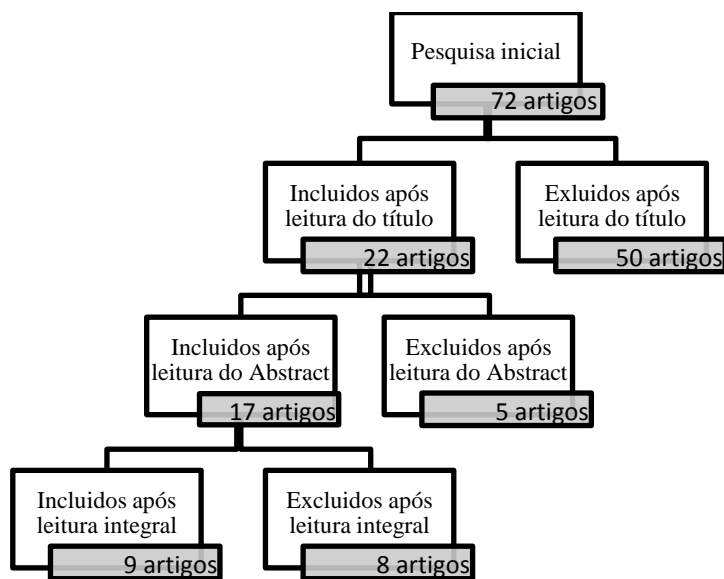 Pesquisa inicial
72 artigos
Incluidos após
leitura do título
22 artigos
Exluidos após
leitura do título
50 artigos
Incluidos após
leitura do Abstract
17 artigos
Excluidos após
leitura do Abstract
5 artigos
Incluidos após
leitura integral
9 artigos
Excluidos após
leitura integral
8 artigos